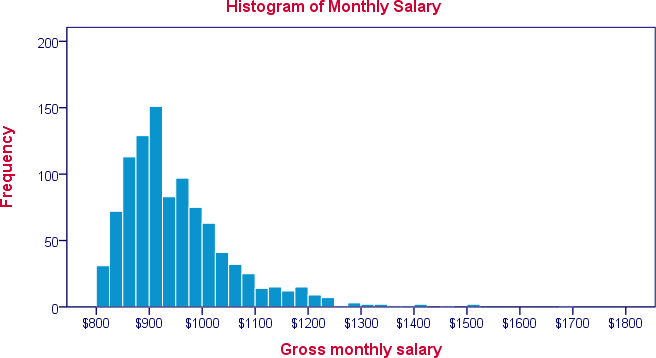 Histogram of Monthly Salary
200
150
100
50
0
Frequency
$800 $900 $1000 $1100 $1200 $1300 $1400 $1500 $1600 $1700 $1800
Gross monthly salary